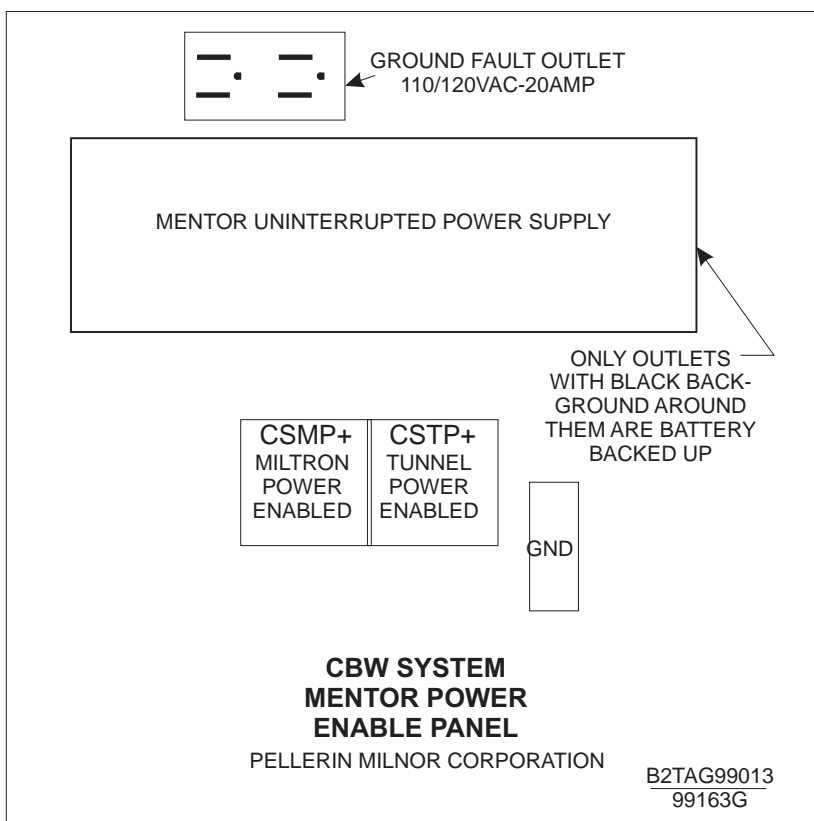 GROUND FAULT OUTLET
110/120VAC-20AMP
MENTOR UNINTERRUPTED POWER SUPPLY
ONLY OUTLETS
WITH BLACK BACK-
GROUND AROUND
THEM ARE BATTERY
BACKED UP
CSMP+
MILTRON
POWER
ENABLED
CSTP+
TUNNEL
POWER
ENABLED
GND
CBW SYSTEM
MENTOR POWER
ENABLE PANEL
PELLERIN MILNOR CORPORATION
B2TAG99013
99163G